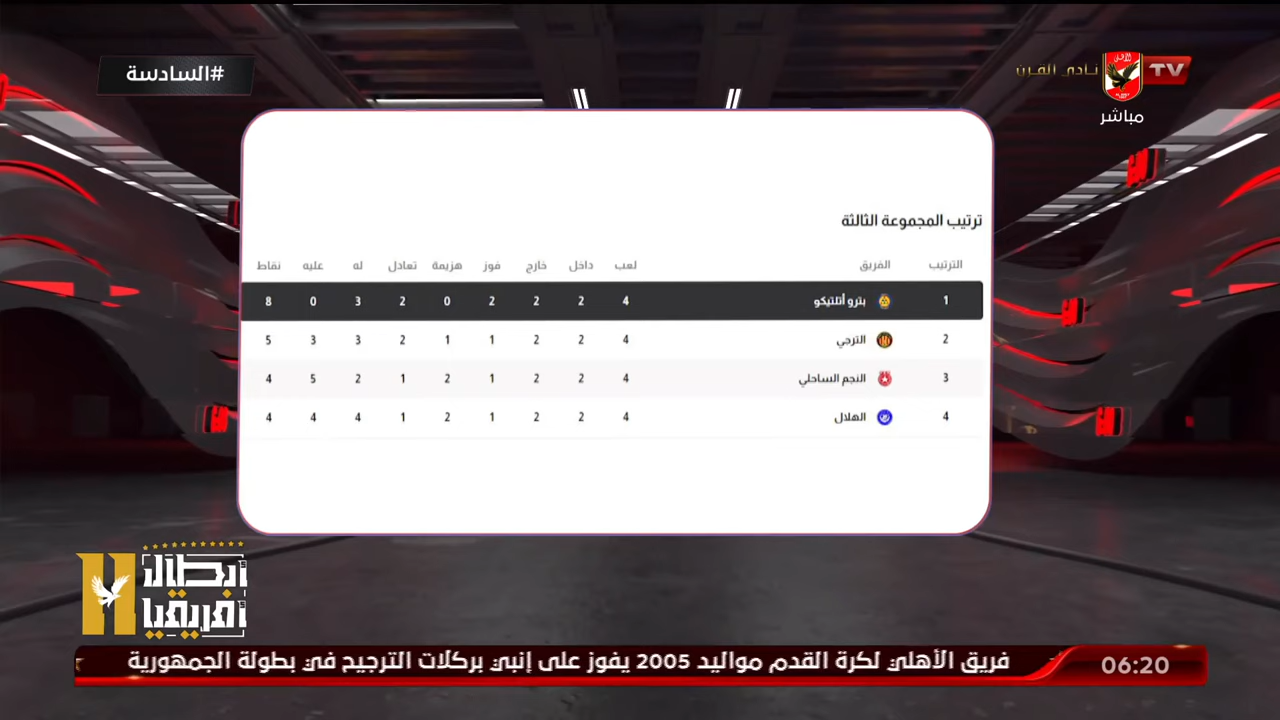 #السادسة
نادي القرن TV
مباشر
ترتيب المجموعة الثالثة
الترتيب الفريق لعب داخل خارج فوز هزيمة تعادل له عليه نقاط
1 بترو أتلتيكو 4 2 2 2 0 2 3 0 8
2 الترجي 4 2 2 1 1 2 3 3 5
3 النجم الساحلي 4 2 2 1 2 1 2 5 4
4 الهلال 4 2 2 1 2 1 4 4 4
أبطال
أفريقيا
11
06:20 فريق الأهلي لكرة القدم مواليد 2005 يفوز على إنبي بركلات الترجيح في بطولة الجمهورية